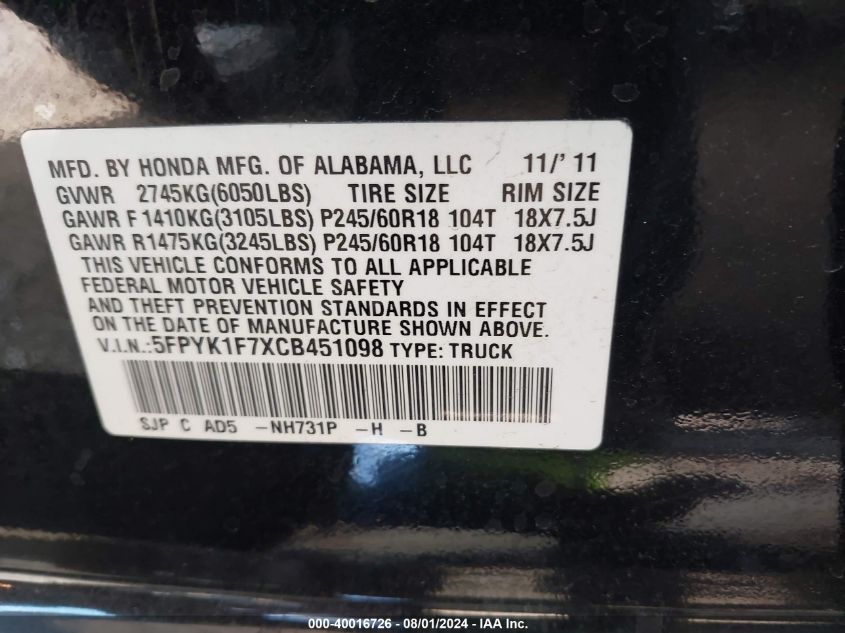 MFD. BY HONDA MFG. OF ALABAMA, LLC 11/' 11
GVWR 2745KG(6050LBS) TIRE SIZE RIM SIZE
GAWR F 1410KG(3105LBS) P245/60R18 104T 18X7.5J
GAWR R1475KG(3245LBS) P245/60R18 104T 18X7.5J
THIS VEHICLE CONFORMS TO ALL APPLICABLE
FEDERAL MOTOR VEHICLE SAFETY
AND THEFT PREVENTION STANDARDS IN EFFECT
ON THE DATE OF MANUFACTURE SHOWN ABOVE.
V.I.N.:5FPYK1F7XCB451098 TYPE: TRUCK
SJP C AD5 -NH731P -H -B
000-40016726 - 08/01/2024 - IAA Inc.